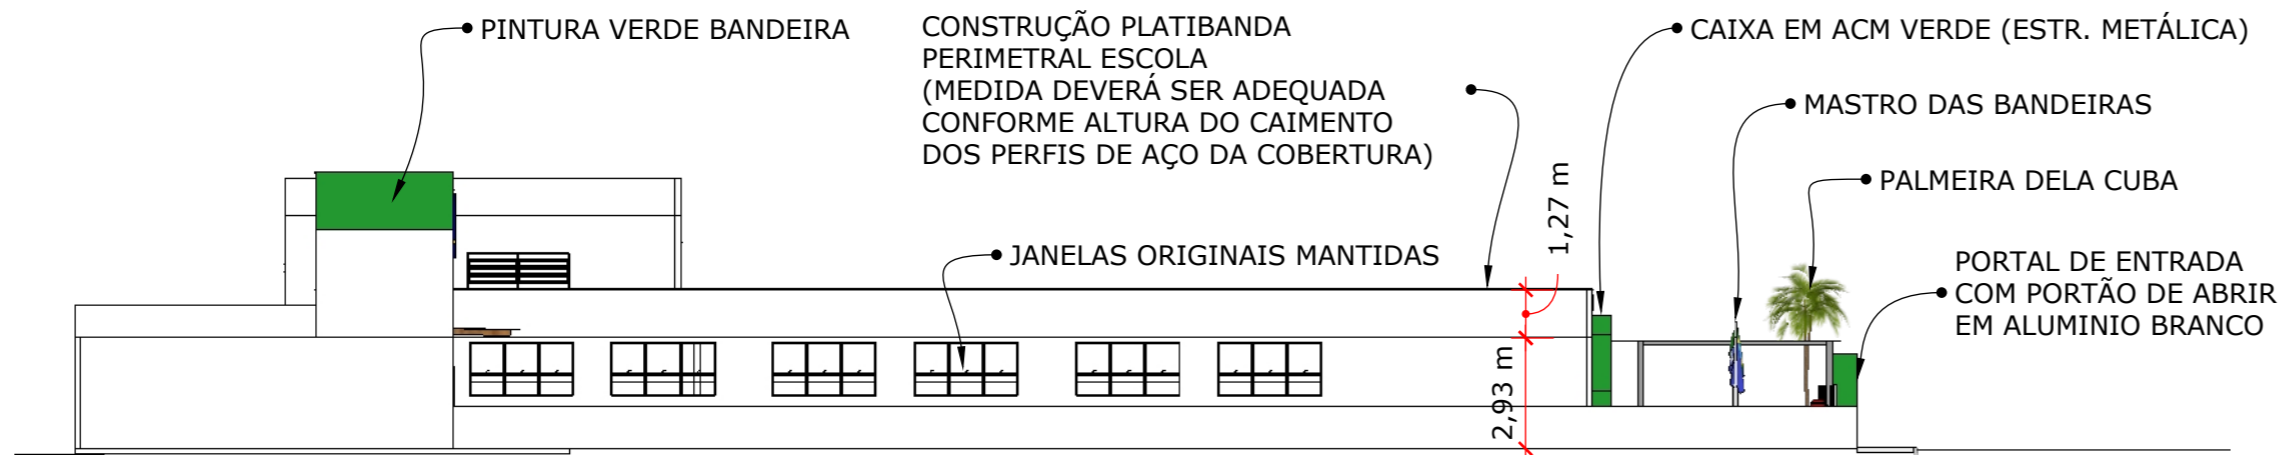 PINTURA VERDE BANDEIRA
CONSTRUÇÃO PLATIBANDA
PERIMETRAL ESCOLA
(MEDIDA DEVERÁ SER ADEQUADA
CONFORME ALTURA DO CAIMENTO
DOS PERFIS DE AÇO DA COBERTURA)
CAIXA EM ACM VERDE (ESTR. METÁLICA)
MASTRO DAS BANDEIRAS
PALMEIRA DELA CUBA
1,27 m
JANELAS ORIGINAIS MANTIDAS
PORTAL DE ENTRADA
COM PORTÃO DE ABRIR
EM ALUMINIO BRANCO
2,93 m